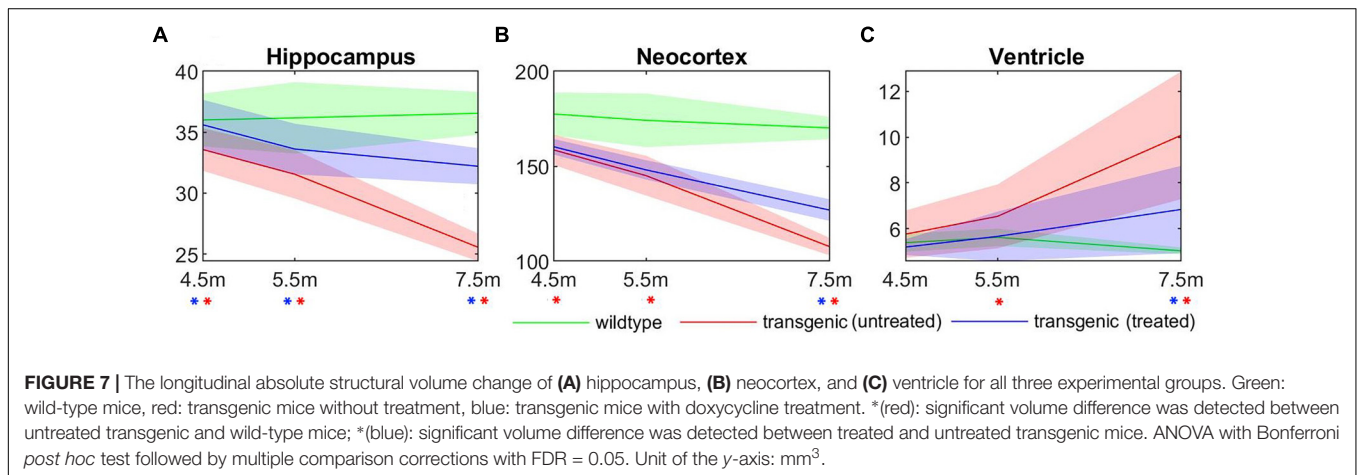 A
B
C
Hippocampus
Neocortex
Ventricle
40
35
30
25
200
150
100
12
10
8
6
4.5m 5.5m 7.5m
4.5m 5.5m 7.5m
4.5m 5.5m 7.5m
* * * * * *
* * * *
* * *
wildtype transgenic (untreated) transgenic (treated)
FIGURE 7 | The longitudinal absolute structural volume change of (A) hippocampus, (B) neocortex, and (C) ventricle for all three experimental groups. Green:
wild-type mice, red: transgenic mice without treatment, blue: transgenic mice with doxycycline treatment. *(red): significant volume difference was detected between
untreated transgenic and wild-type mice; *(blue): significant volume difference was detected between treated and untreated transgenic mice. ANOVA with Bonferroni
post hoc test followed by multiple comparison corrections with FDR = 0.05. Unit of the y-axis: mm³.